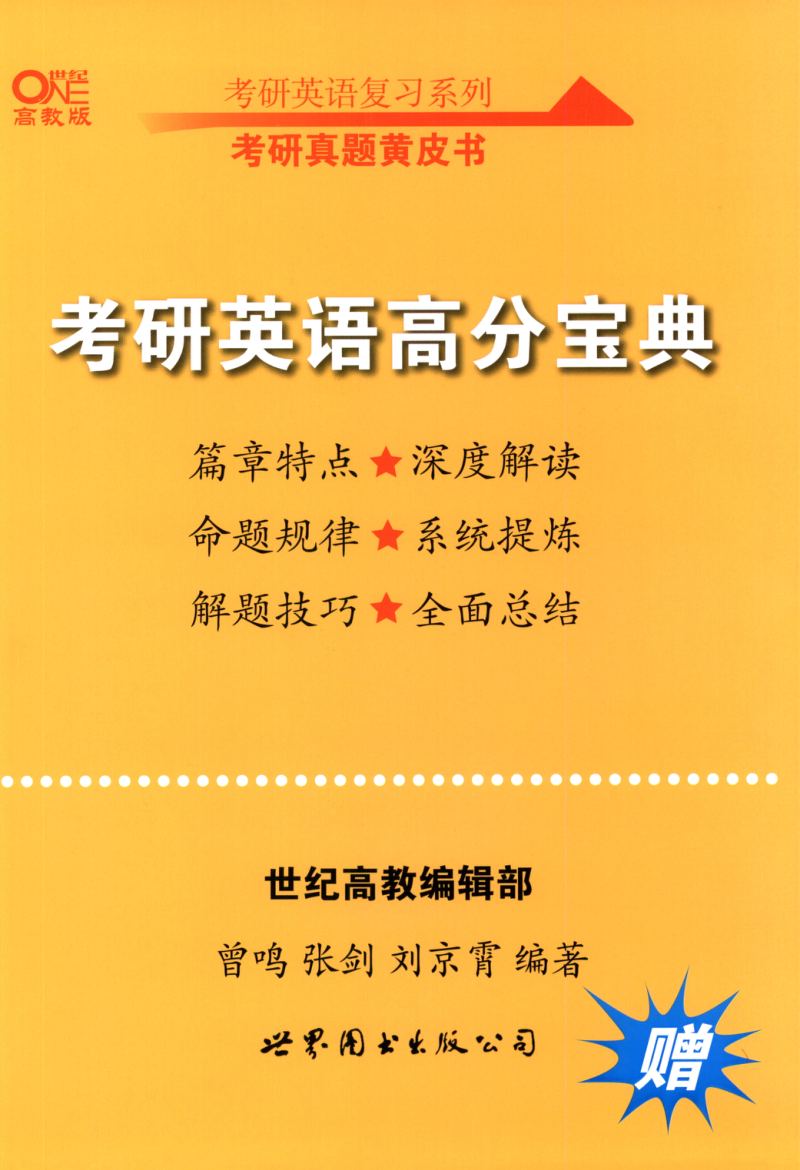 世纪
ONE
高教版
考研英语复习系列
考研真题黄皮书
考研英语高分宝典
篇章特点★深度解读
命题规律★系统提炼
解题技巧★全面总结
世纪高教编辑部
曾鸣 张剑 刘京霄 编著
世界图书出版公司
赠